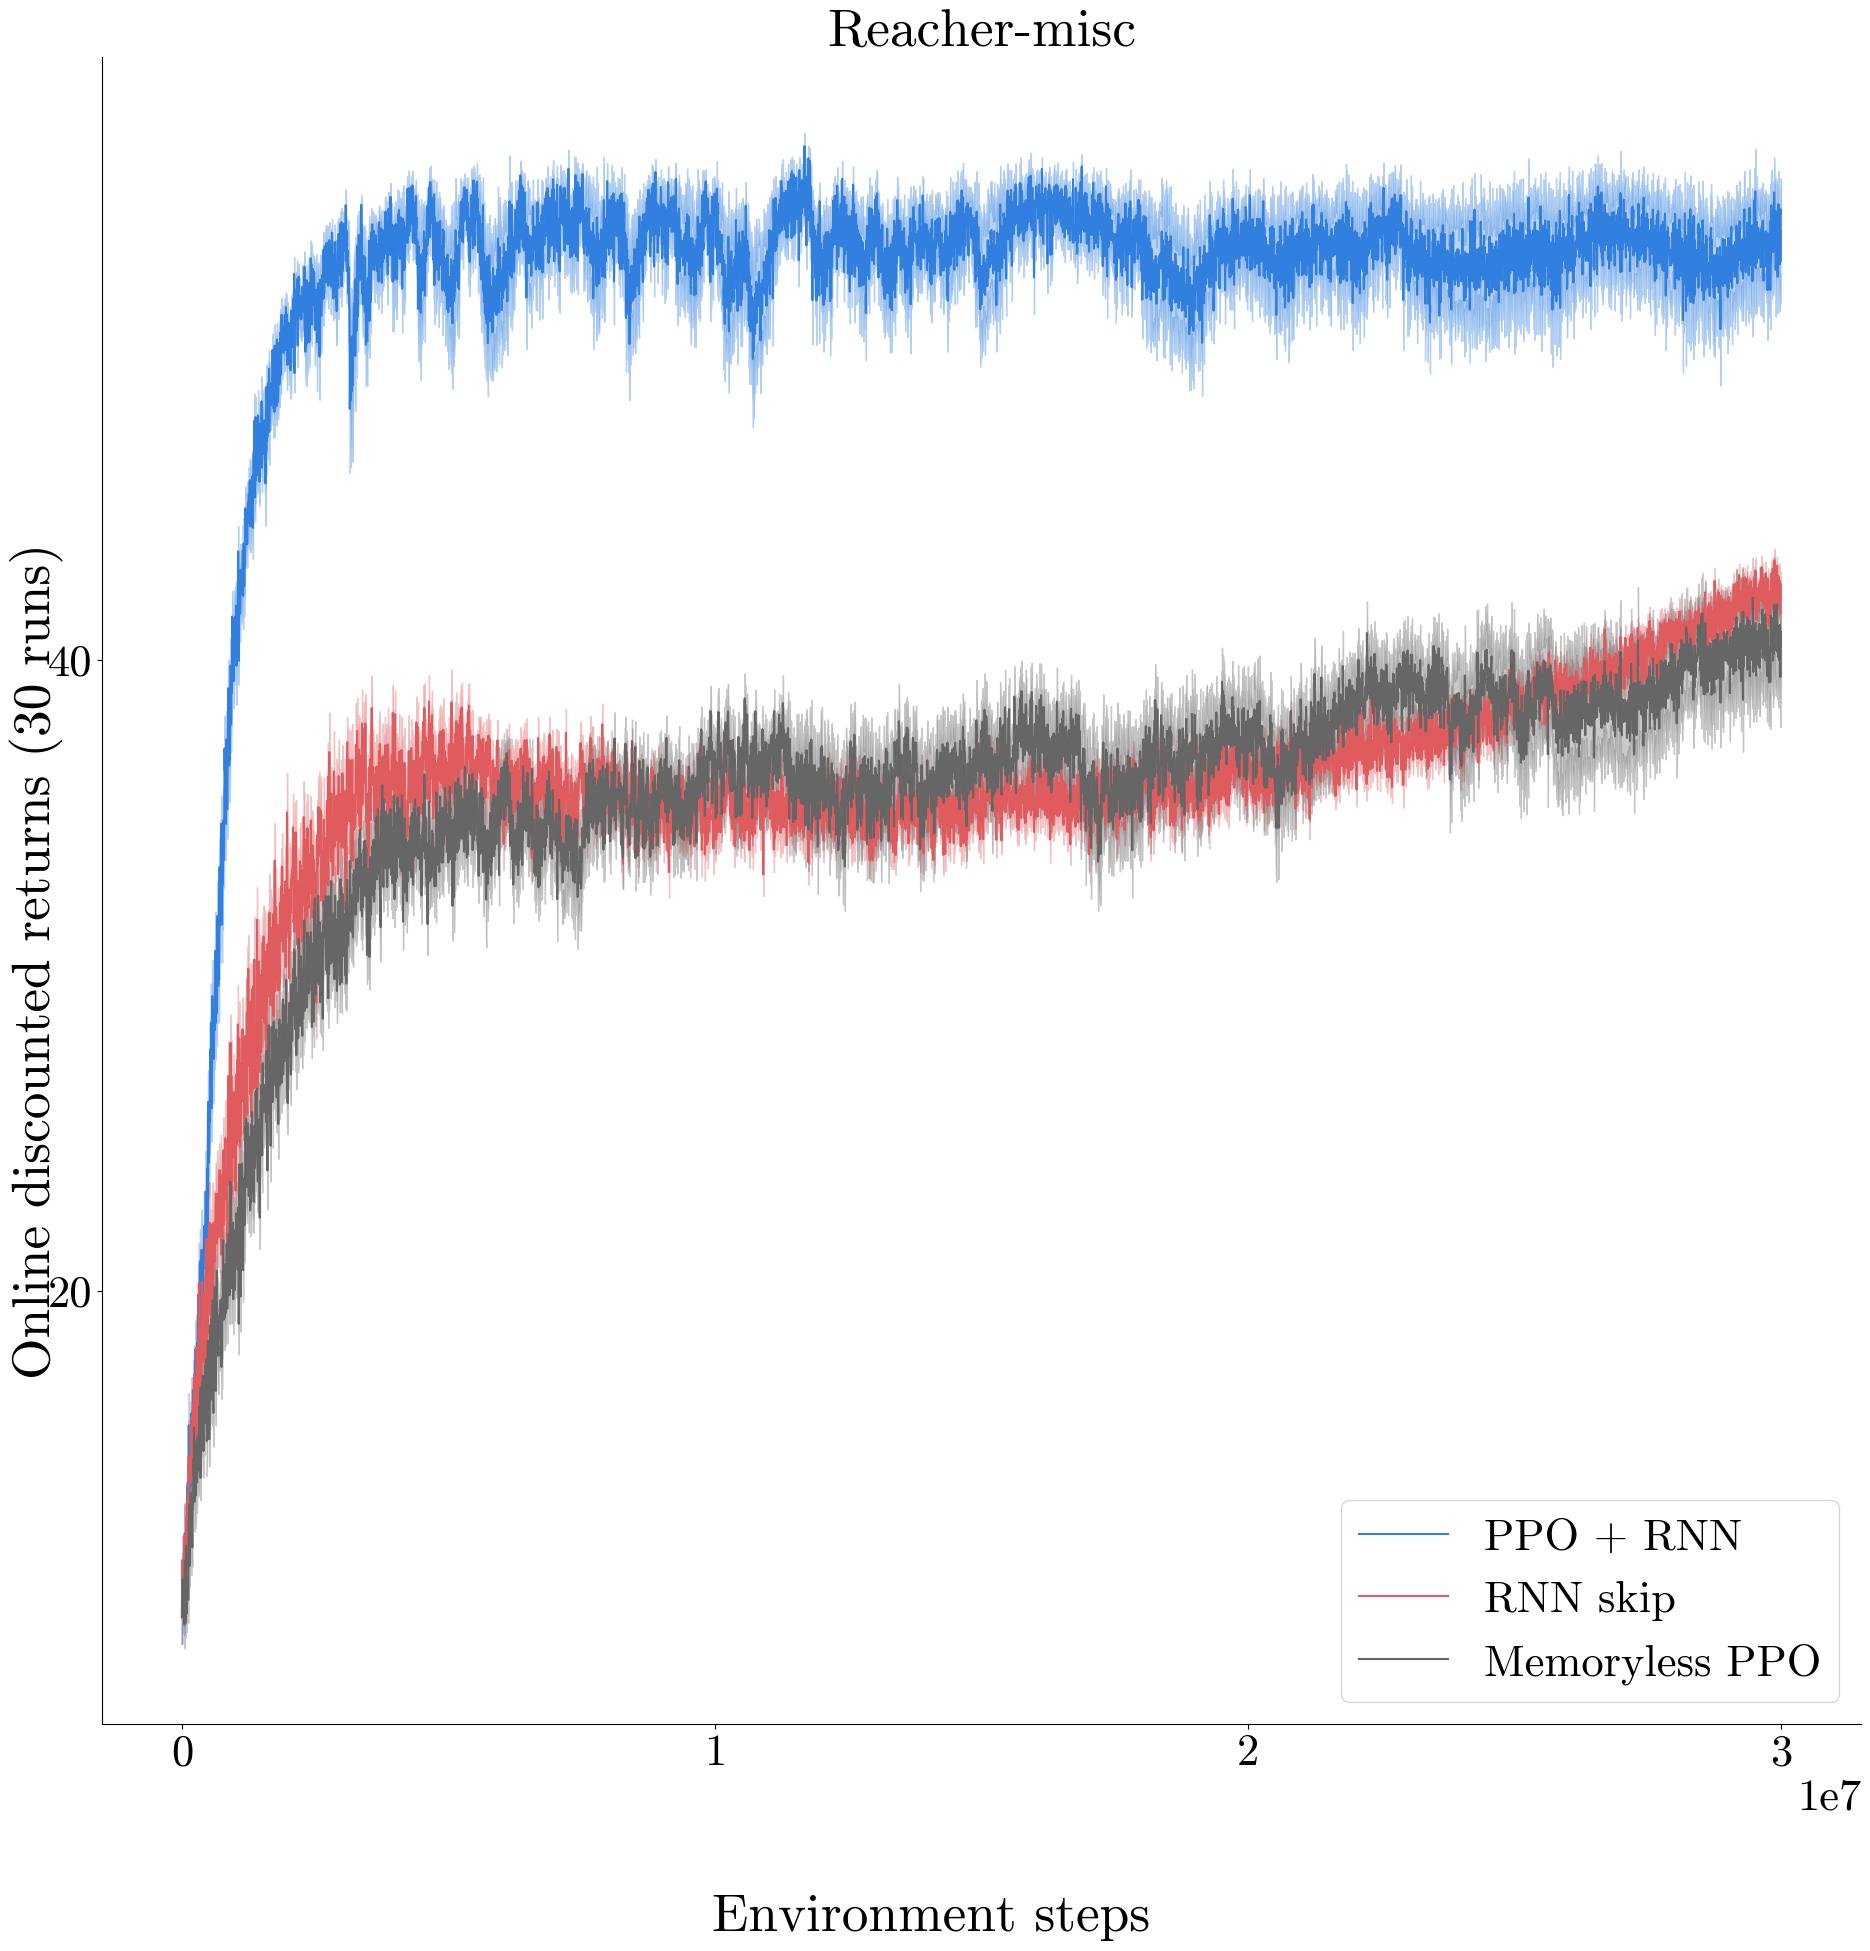 Reacher-misc
Online discounted returns (30 runs)
40
20
PPO + RNN
RNN skip
Memoryless PPO
0 1 2 3
1e7
Environment steps